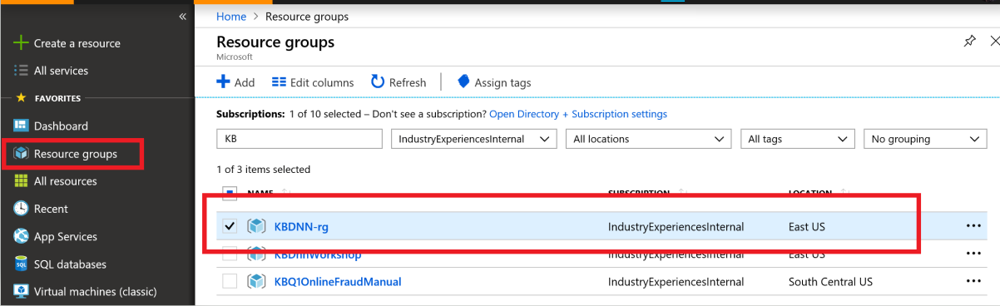 «
Create a resource
All services
FAVORITES
Dashboard
Resource groups
All resources
Recent
App Services
SQL databases
Virtual machines (classic)
Home > Resource groups
Resource groups
Microsoft
Add Edit columns Refresh Assign tags
Subscriptions: 1 of 10 selected – Don't see a subscription? Open Directory + Subscription settings
KB IndustryExperiencesInternal All locations All tags No grouping
1 of 3 items selected
NAME SUBSCRIPTION LOCATION
KBDNN-rg IndustryExperiencesInternal East US
KBDnnWorkshop IndustryExperiencesInternal East US
KBQ1OnlineFraudManual IndustryExperiencesInternal South Central US